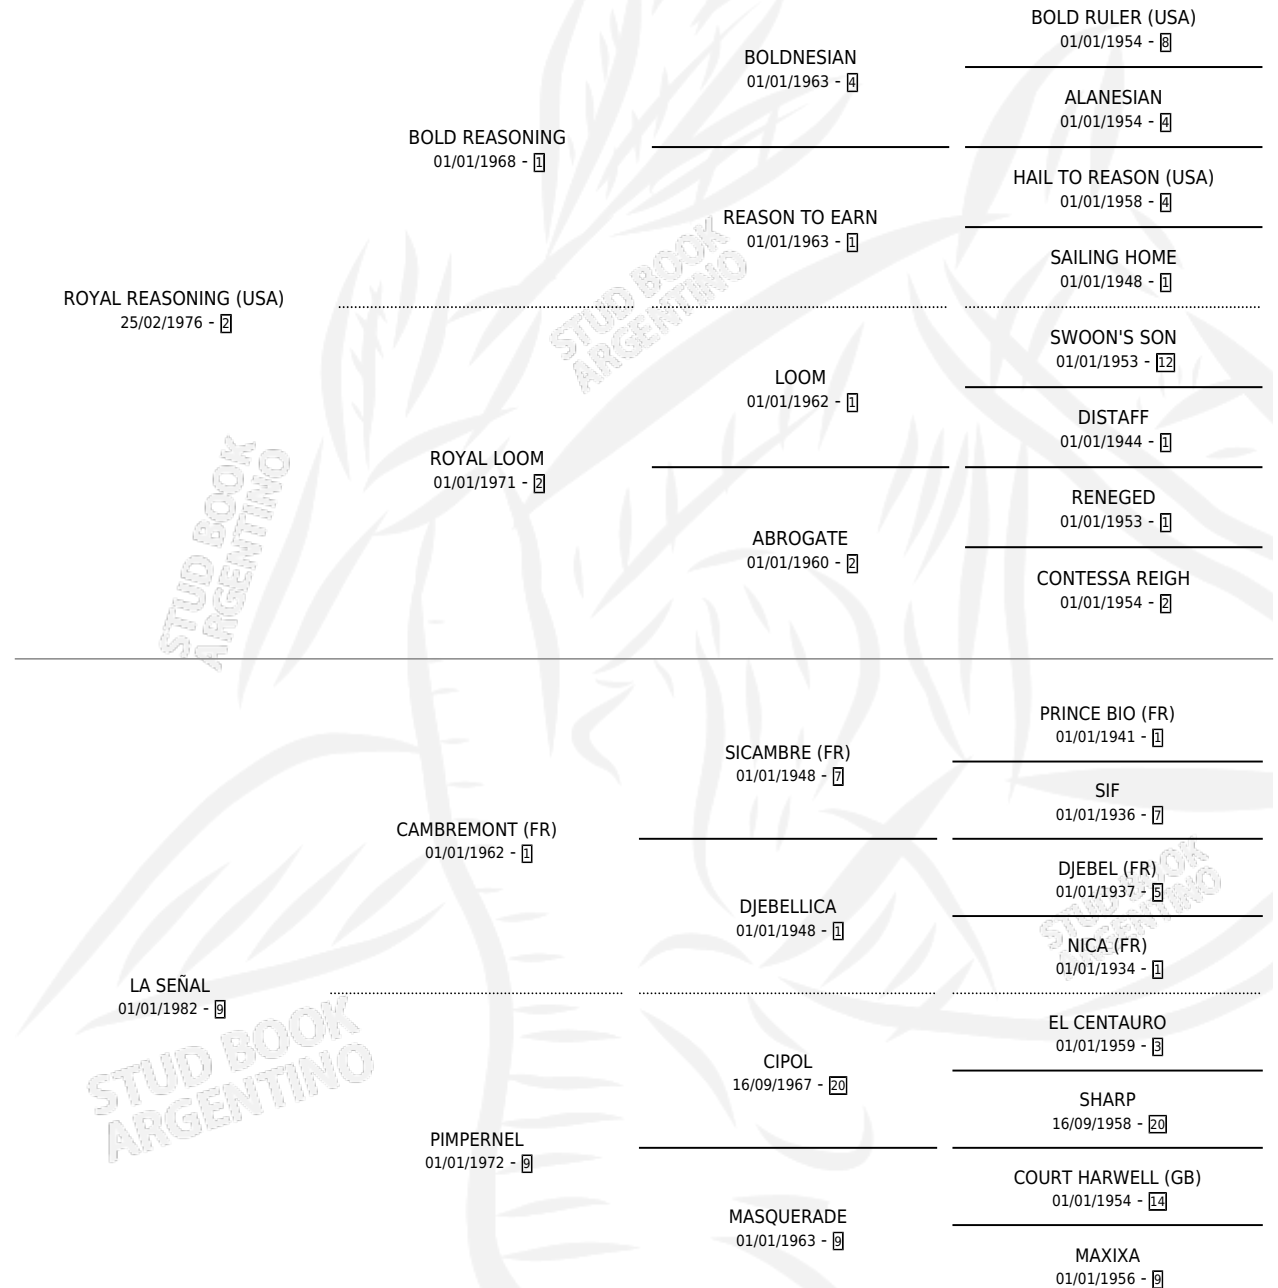 BOLD RULER (USA)
01/01/1954 - 8
BOLDNESIAN
01/01/1963 - 4
ALANESIAN
01/01/1954 - 4
BOLD REASONING
01/01/1968 - 1
HAIL TO REASON (USA)
01/01/1958 - 4
REASON TO EARN
01/01/1963 - 1
SAILING HOME
01/01/1948 - 1
ROYAL REASONING (USA)
25/02/1976 - 2
SWOON'S SON
01/01/1953 - 12
LOOM
01/01/1962 - 1
DISTAFF
01/01/1944 - 1
ROYAL LOOM
01/01/1971 - 2
RENEGED
01/01/1953 - 1
ABROGATE
01/01/1960 - 2
CONTESSA REIGH
01/01/1954 - 2
PRINCE BIO (FR)
01/01/1941 - 1
SICAMBRE (FR)
01/01/1948 - 7
SIF
01/01/1936 - 7
CAMBREMONT (FR)
01/01/1962 - 1
DJEBEL (FR)
01/01/1937 - 5
DJEBELLICA
01/01/1948 - 1
NICA (FR)
01/01/1934 - 1
LA SEÑAL
01/01/1982 - 9
EL CENTAURO
01/01/1959 - 3
CIPOL
16/09/1967 - 20
SHARP
16/09/1958 - 20
PIMPERNEL
01/01/1972 - 9
COURT HARWELL (GB)
01/01/1954 - 14
MASQUERADE
01/01/1963 - 9
MAXIXA
01/01/1956 - 9
STUD BOOK
ARGENTINO
STUD BOOK
ARGENTINO
STUD BOOK
ARGENTINO
STUD BOOK
ARGENTINO